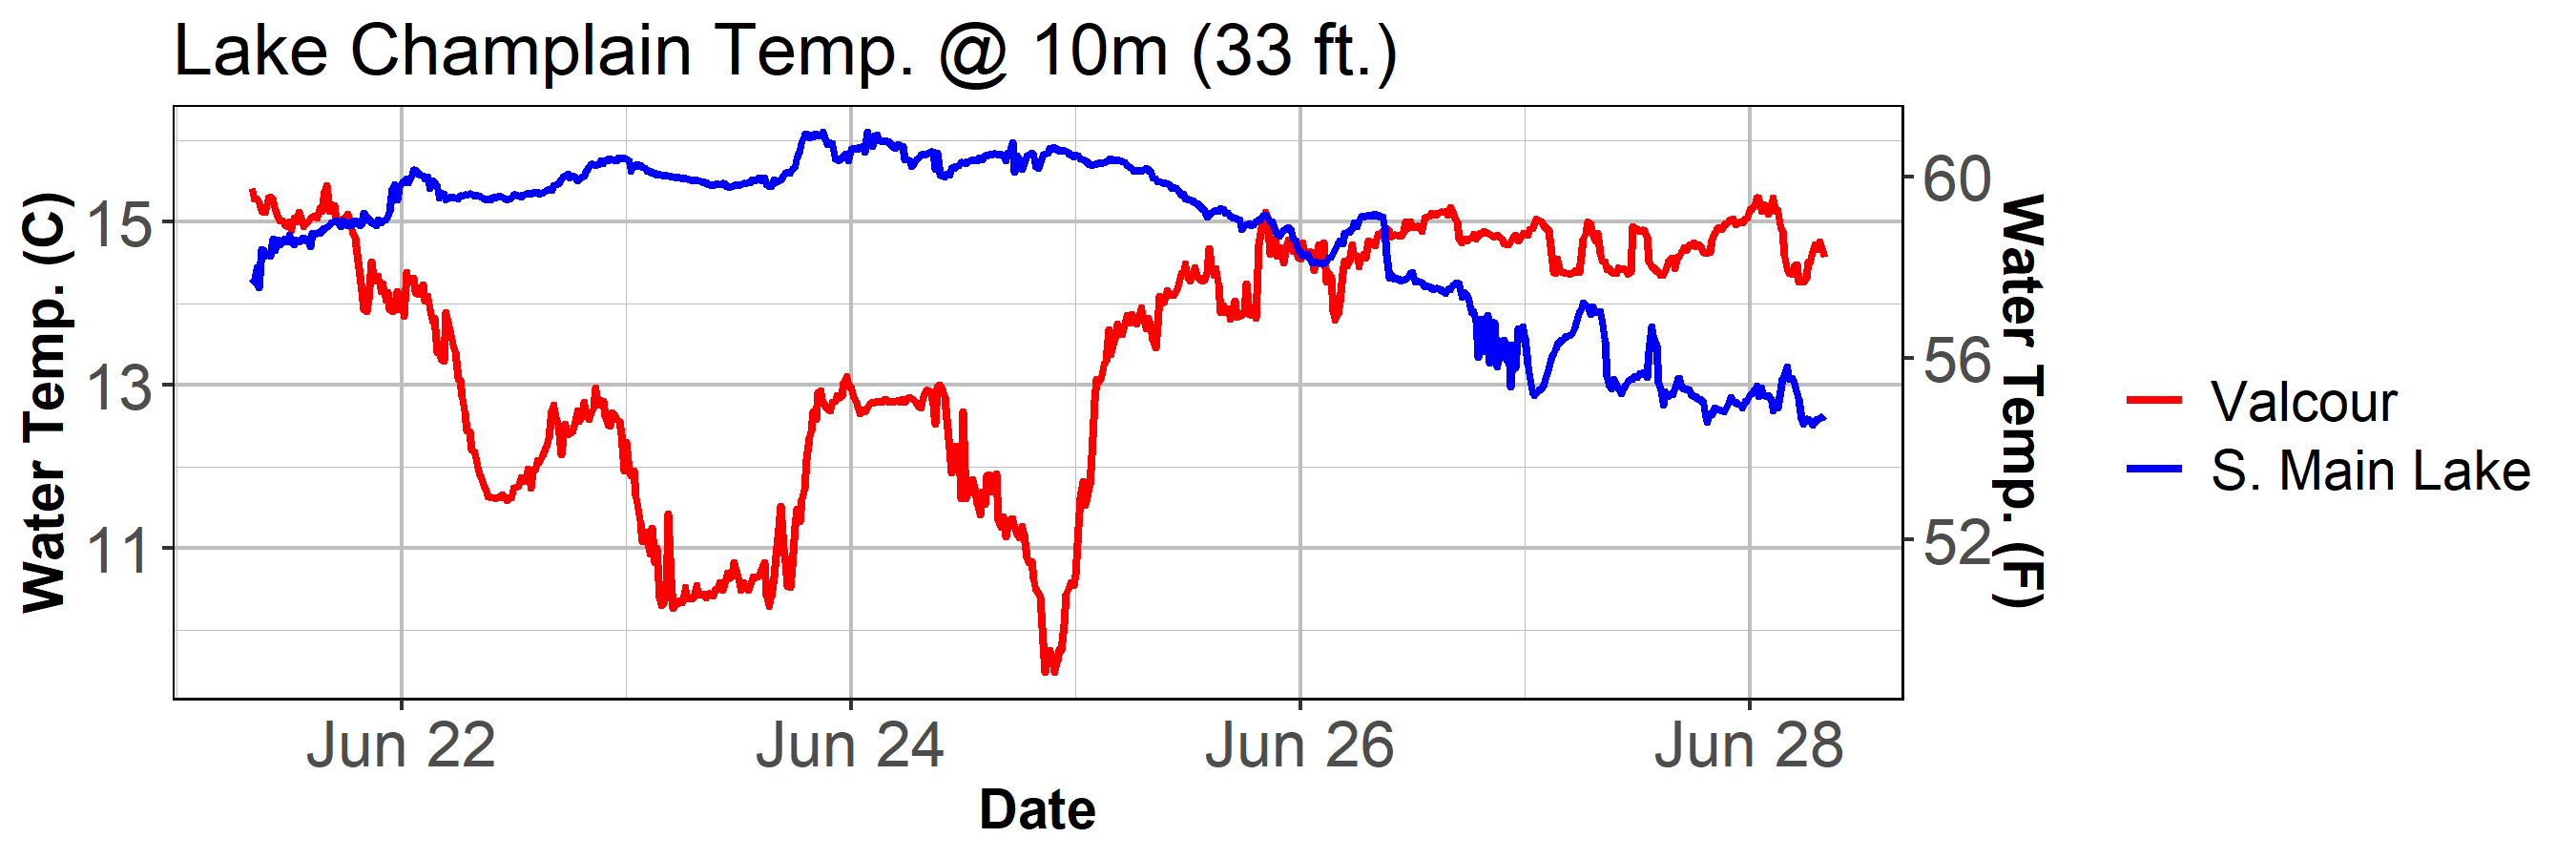 Lake Champlain Temp. @ 10m (33 ft.)
Water Temp. (C)
15
13
11
60
56
52
Water Temp. (F)
Jun 22
Jun 24
Jun 26
Jun 28
Date
Valcour
S. Main Lake